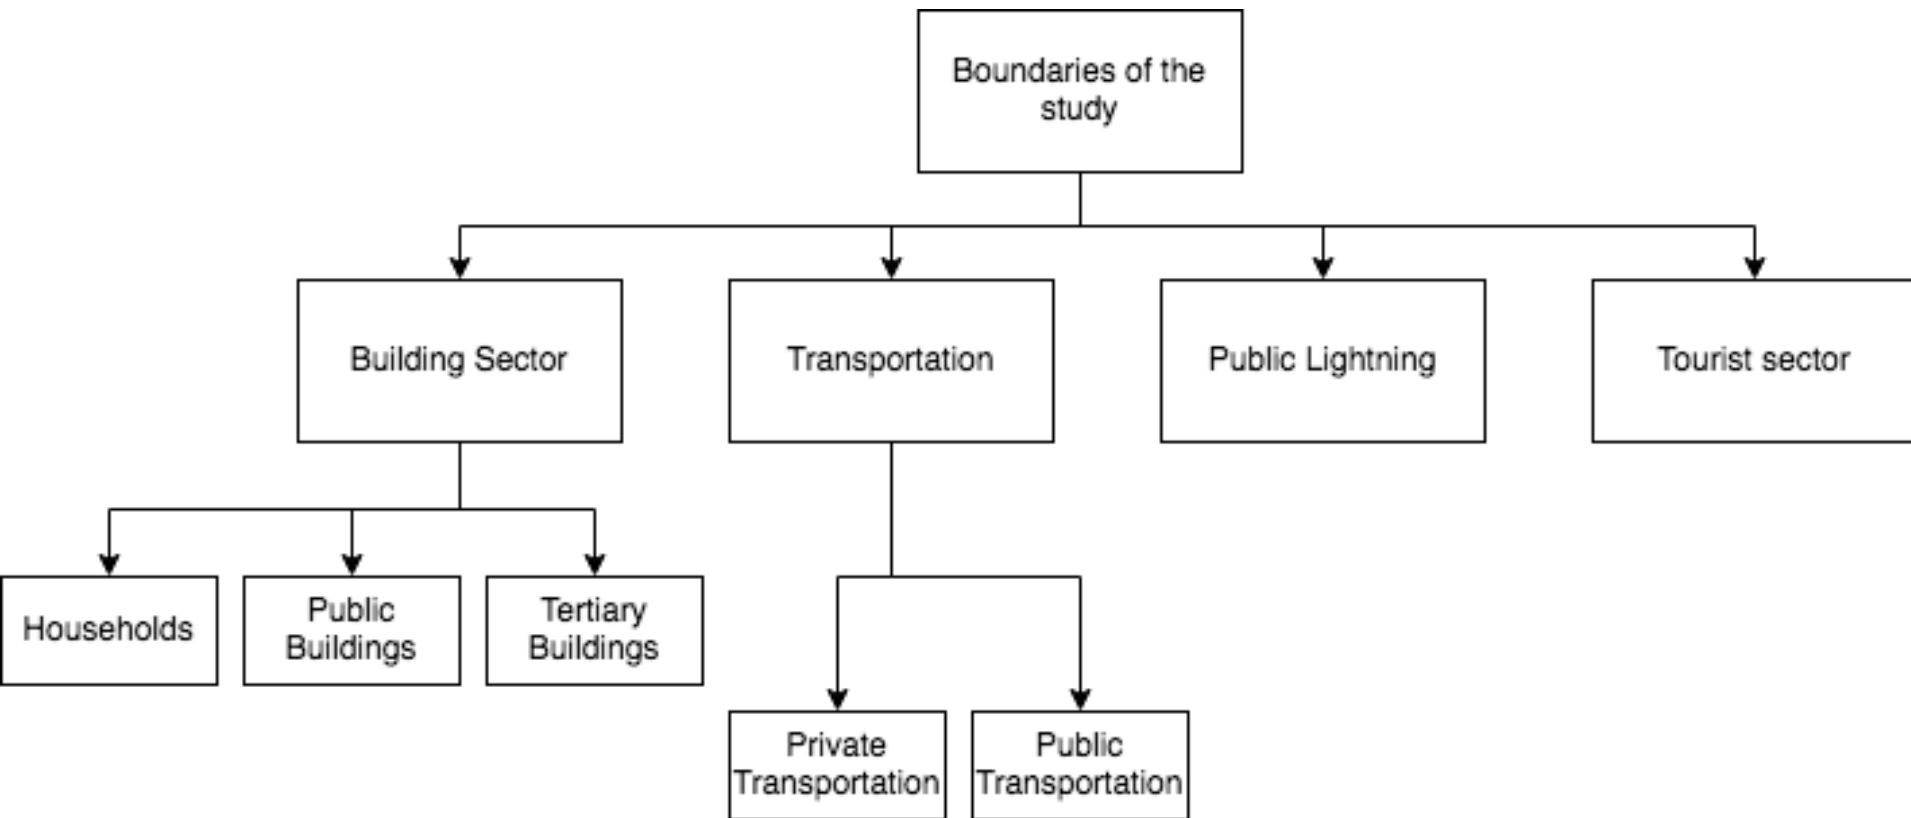 Boundaries of the
study
Building Sector
Transportation
Public Lightning
Tourist sector
Households
Public
Buildings
Tertiary
Buildings
Private
Transportation
Public
Transportation